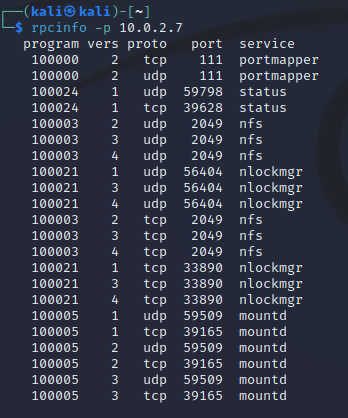 ┌──(kali㉿kali)-[~]
└─$ rpcinfo -p 10.0.2.7
program vers proto port service
100000 2 tcp 111 portmapper
100000 2 udp 111 portmapper
100024 1 udp 59798 status
100024 1 tcp 39628 status
100003 2 udp 2049 nfs
100003 3 udp 2049 nfs
100003 4 udp 2049 nfs
100021 1 udp 56404 nlockmgr
100021 3 udp 56404 nlockmgr
100021 4 udp 56404 nlockmgr
100003 2 tcp 2049 nfs
100003 3 tcp 2049 nfs
100003 4 tcp 2049 nfs
100021 1 tcp 33890 nlockmgr
100021 3 tcp 33890 nlockmgr
100021 4 tcp 33890 nlockmgr
100005 1 udp 59509 mountd
100005 1 tcp 39165 mountd
100005 2 udp 59509 mountd
100005 2 tcp 39165 mountd
100005 3 udp 59509 mountd
100005 3 tcp 39165 mountd